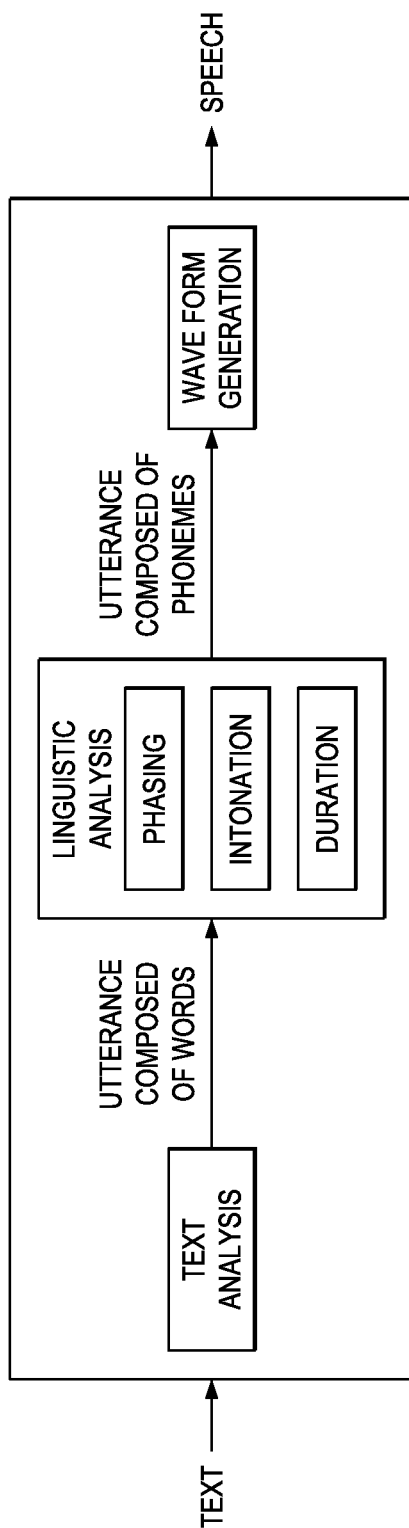 TEXT
TEXT
ANALYSIS
UTTERANCE
COMPOSED
OF WORDS
LINGUISTIC
ANALYSIS
PHASING
INTONATION
DURATION
UTTERANCE
COMPOSED OF
PHONEMES
WAVE FORM
GENERATION
SPEECH